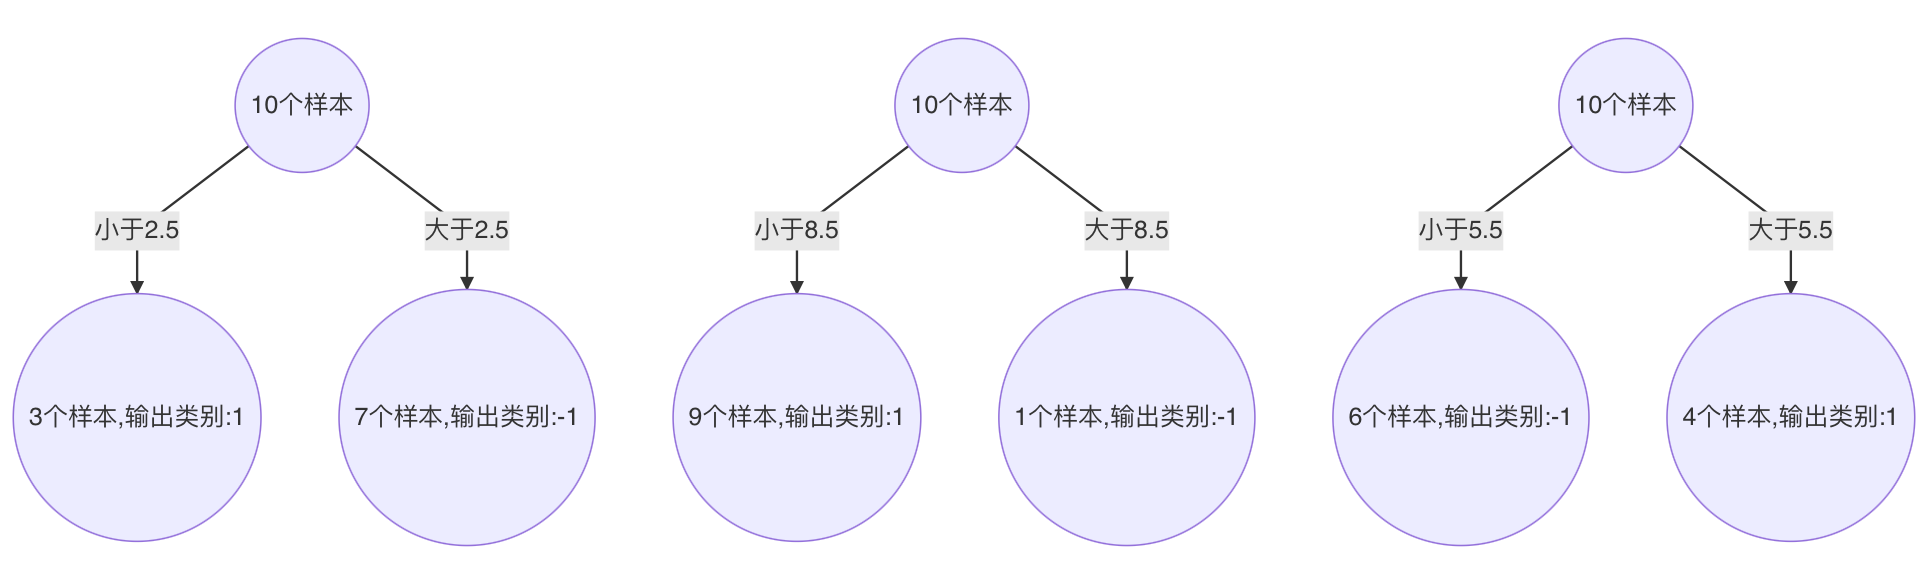 10个样本
10个样本
10个样本
小于2.5
大于2.5
小于8.5
大于8.5
小于5.5
大于5.5
3个样本,输出类别:1
7个样本,输出类别:-1
9个样本,输出类别:1
1个样本,输出类别:-1
6个样本,输出类别:-1
4个样本,输出类别:1